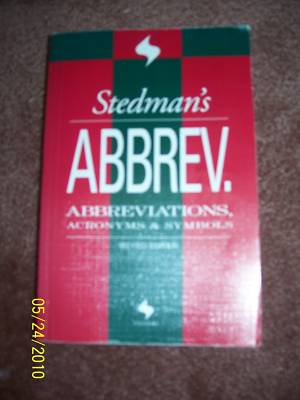 Stedman's
ABBREV.
ABBREVIATIONS,
ACRONYMS & SYMBOLS
05/24/2010